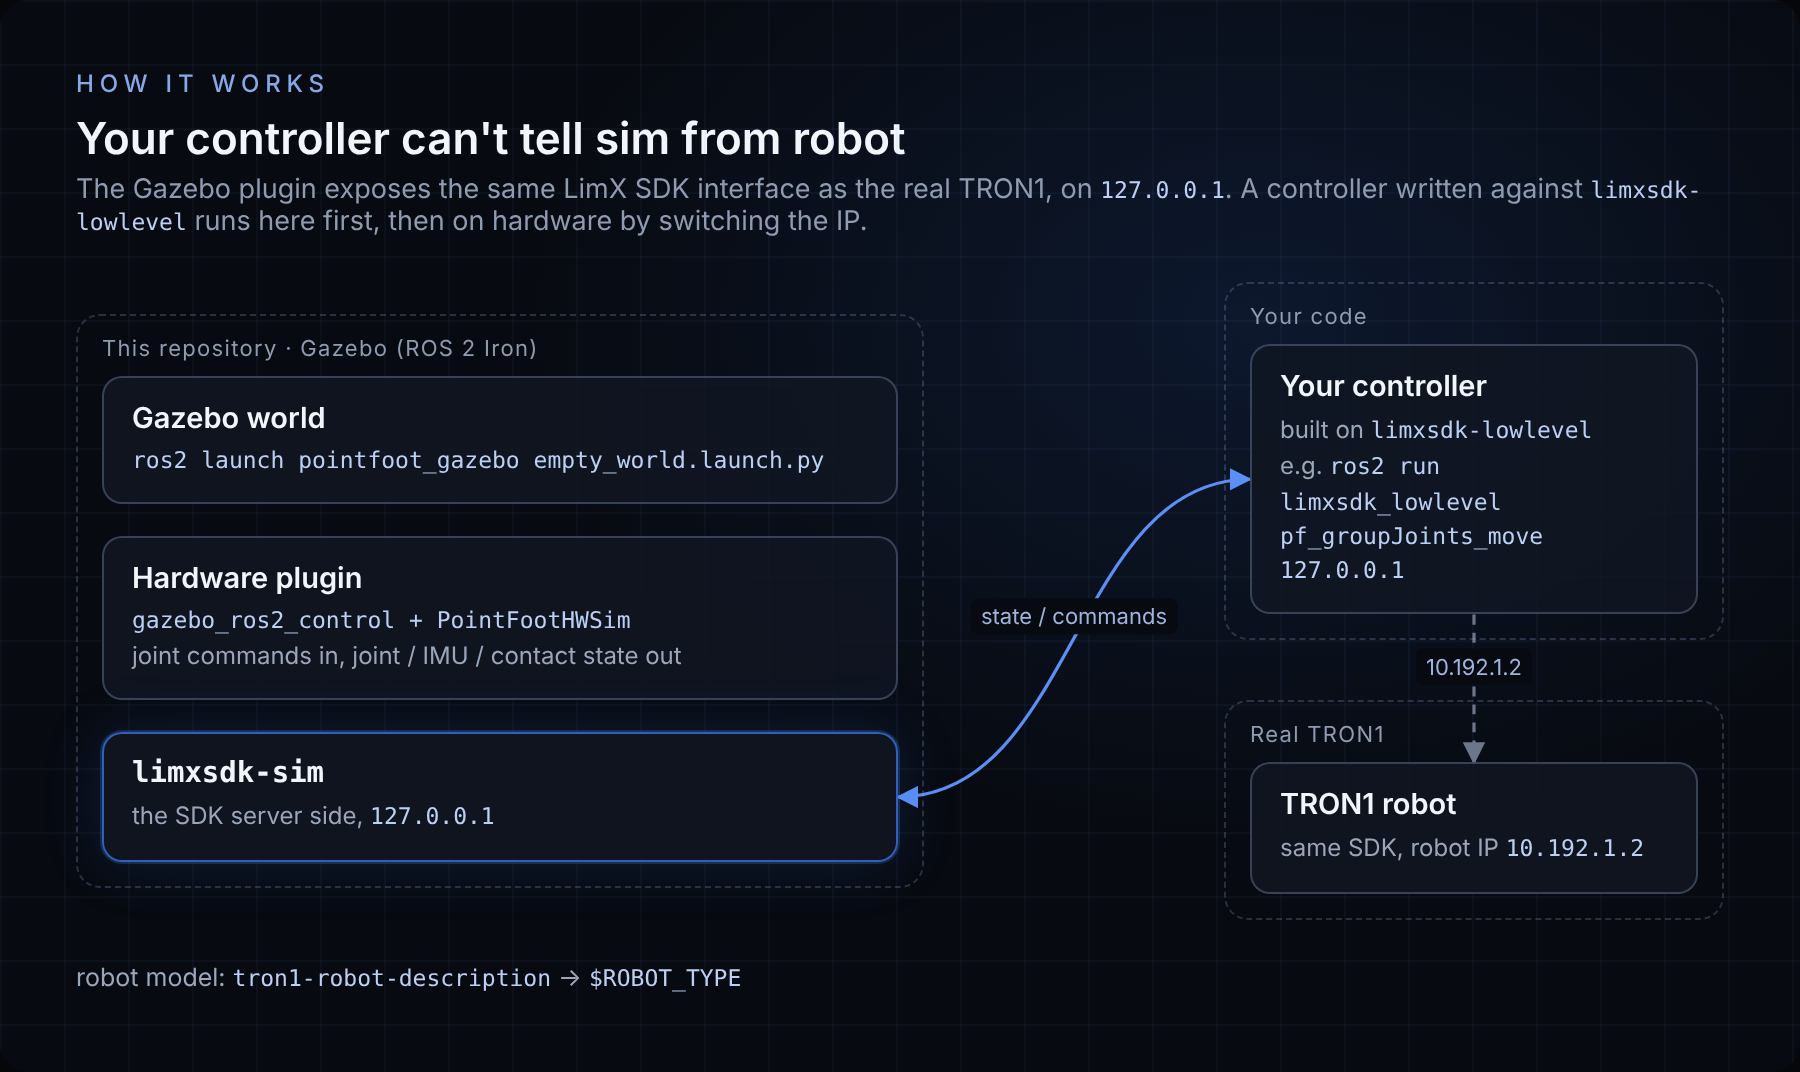 HOW IT WORKS
Your controller can't tell sim from robot
The Gazebo plugin exposes the same LimX SDK interface as the real TRON1, on 127.0.0.1. A controller written against limxsdk-
lowlevel runs here first, then on hardware by switching the IP.
This repository · Gazebo (ROS 2 Iron)
Gazebo world
ros2 launch pointfoot_gazebo empty_world.launch.py
Hardware plugin
gazebo_ros2_control + PointFootHWSim
joint commands in, joint / IMU / contact state out
limxsdk-sim
the SDK server side, 127.0.0.1
state / commands
Your code
Your controller
built on limxsdk-lowlevel
e.g. ros2 run
limxsdk_lowlevel
pf_groupJoints_move
127.0.0.1
10.192.1.2
Real TRON1
TRON1 robot
same SDK, robot IP 10.192.1.2
robot model: tron1-robot-description → $ROBOT_TYPE